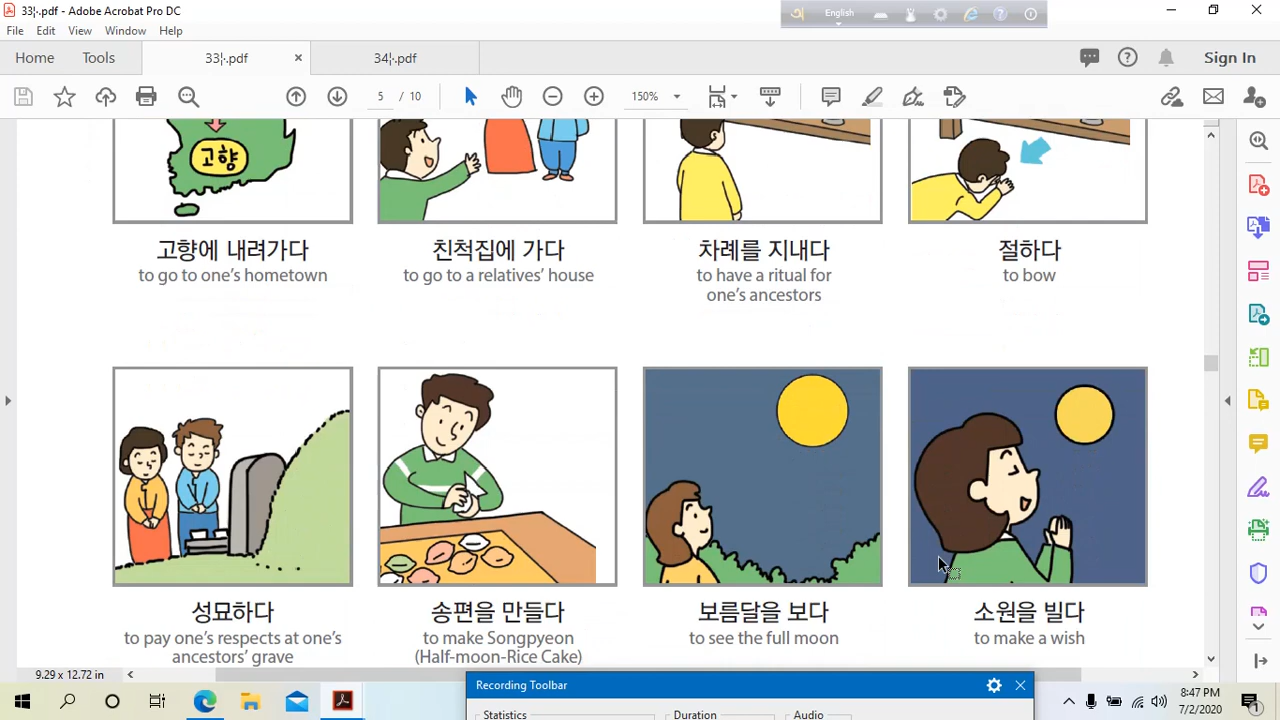 33¦·.pdf - Adobe Acrobat Pro DC
English
File Edit View Window Help
Home Tools 33¦·.pdf × 34¦·.pdf Sign In
5 / 10 150%
고향
고향에 내려가다 친척집에 가다 차례를 지내다 절하다
to go to one's hometown to go to a relatives' house to have a ritual for to bow
one's ancestors
성묘하다 송편을 만들다 보름달을 보다 소원을 빌다
to pay one's respects at one's to make Songpyeon to see the full moon to make a wish
ancestors' grave (Half-moon-Rice Cake)
9.29 x 12.72 in
Recording Toolbar
Statistics Duration Audio
8:47 PM
7/2/2020